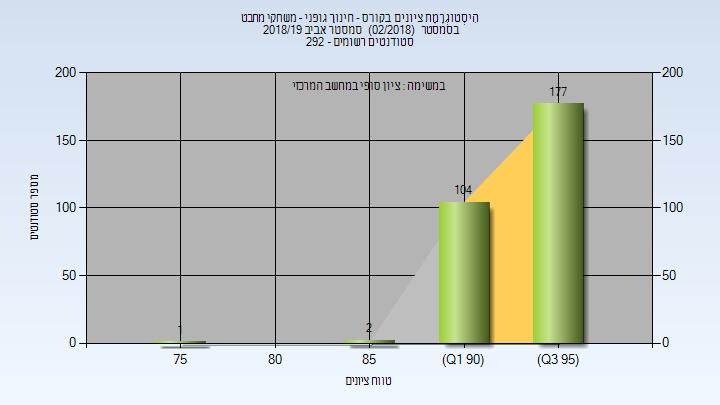 היסטוגרמת ציונים בקורס - חינוך גופני - משחקי מחבט
בסמסטר (02/2018) סמסטר אביב 2018/19
סטודנטים רשומים - 292
במשימה : ציון סופי במחשב המרכזי
200 200
177
150 150
מספר סטודנטים
104
100 100
50 50
1 2
0 0
75 80 85 (Q1 90) (Q3 95)
טווח ציונים